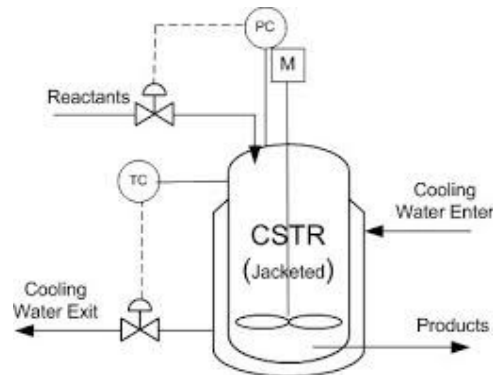 PC
M
Reactants
TC
Cooling
Water Enter
CSTR
(Jacketed)
Cooling
Water Exit
Products